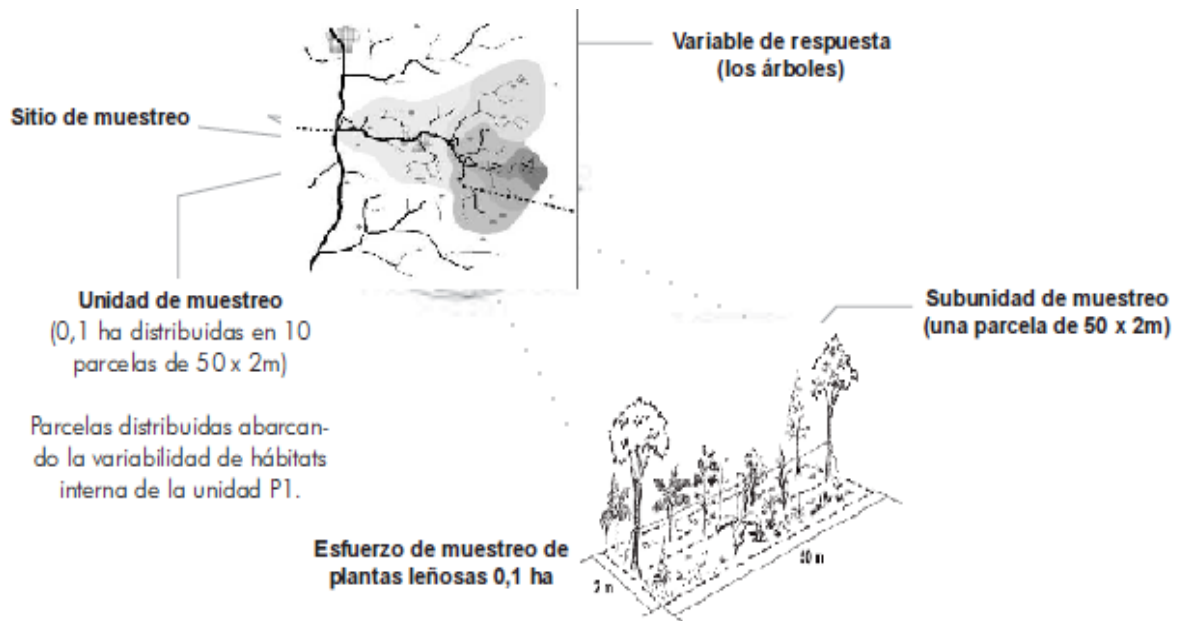 Variable de respuesta
(los árboles)
Sitio de muestreo
Unidad de muestreo
(0,1 ha distribuidas en 10
parcelas de 50 x 2m)
Parcelas distribuidas abarcan-
do la variabilidad de hábitats
interna de la unidad P1.
Subunidad de muestreo
(una parcela de 50 x 2m)
Esfuerzo de muestreo de
plantas leñosas 0,1 ha
2 m